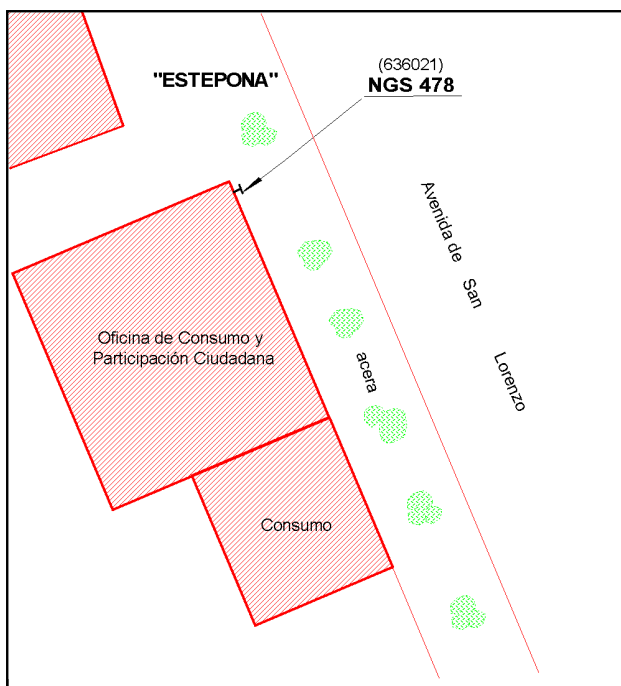 "ESTEPONA"
(636021)
NGS 478
Avenida de San Lorenzo
Oficina de Consumo y
Participación Ciudadana
acera
Consumo